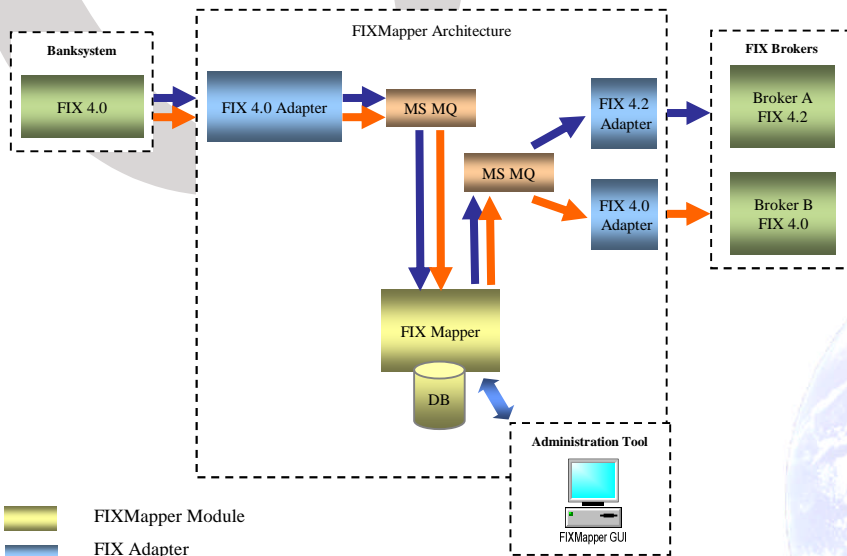 FIXMapper Architecture
Banksystem
FIX 4.0
FIX 4.0 Adapter
MS MQ
MS MQ
FIX 4.2
Adapter
FIX 4.0
Adapter
FIX Brokers
Broker A
FIX 4.2
Broker B
FIX 4.0
FIX Mapper
DB
Administration Tool
FIXMapper GUI
FIXMapper Module
FIX Adapter